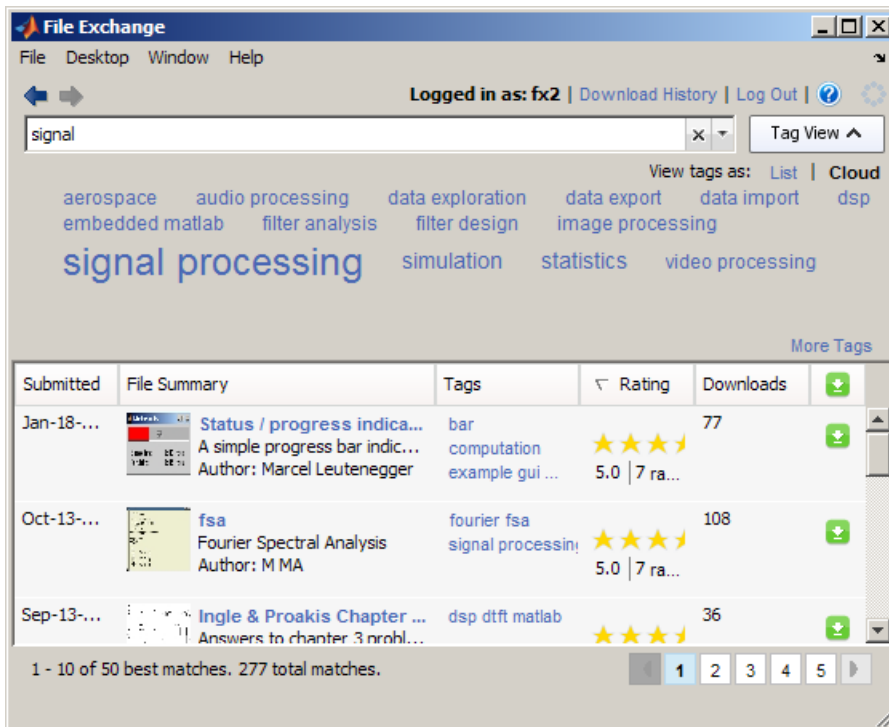 File Exchange
File Desktop Window Help
Logged in as: fx2 | Download History | Log Out |
signal
Tag View
View tags as: List | Cloud
aerospace audio processing data exploration data export data import dsp
embedded matlab filter analysis filter design image processing
signal processing simulation statistics video processing
More Tags
Submitted File Summary Tags Rating Downloads
Jan-18-... Status / progress indica... bar 77
A simple progress bar indic... computation
Author: Marcel Leutenegger example gui ... 5.0 | 7 ra...
Oct-13-... fsa fourier fsa 108
Fourier Spectral Analysis signal processing
Author: M MA 5.0 | 7 ra...
Sep-13-... Ingle & Proakis Chapter ... dsp dtft matlab 36
Answers to chapter 3 probl...
1 - 10 of 50 best matches. 277 total matches. 1 2 3 4 5